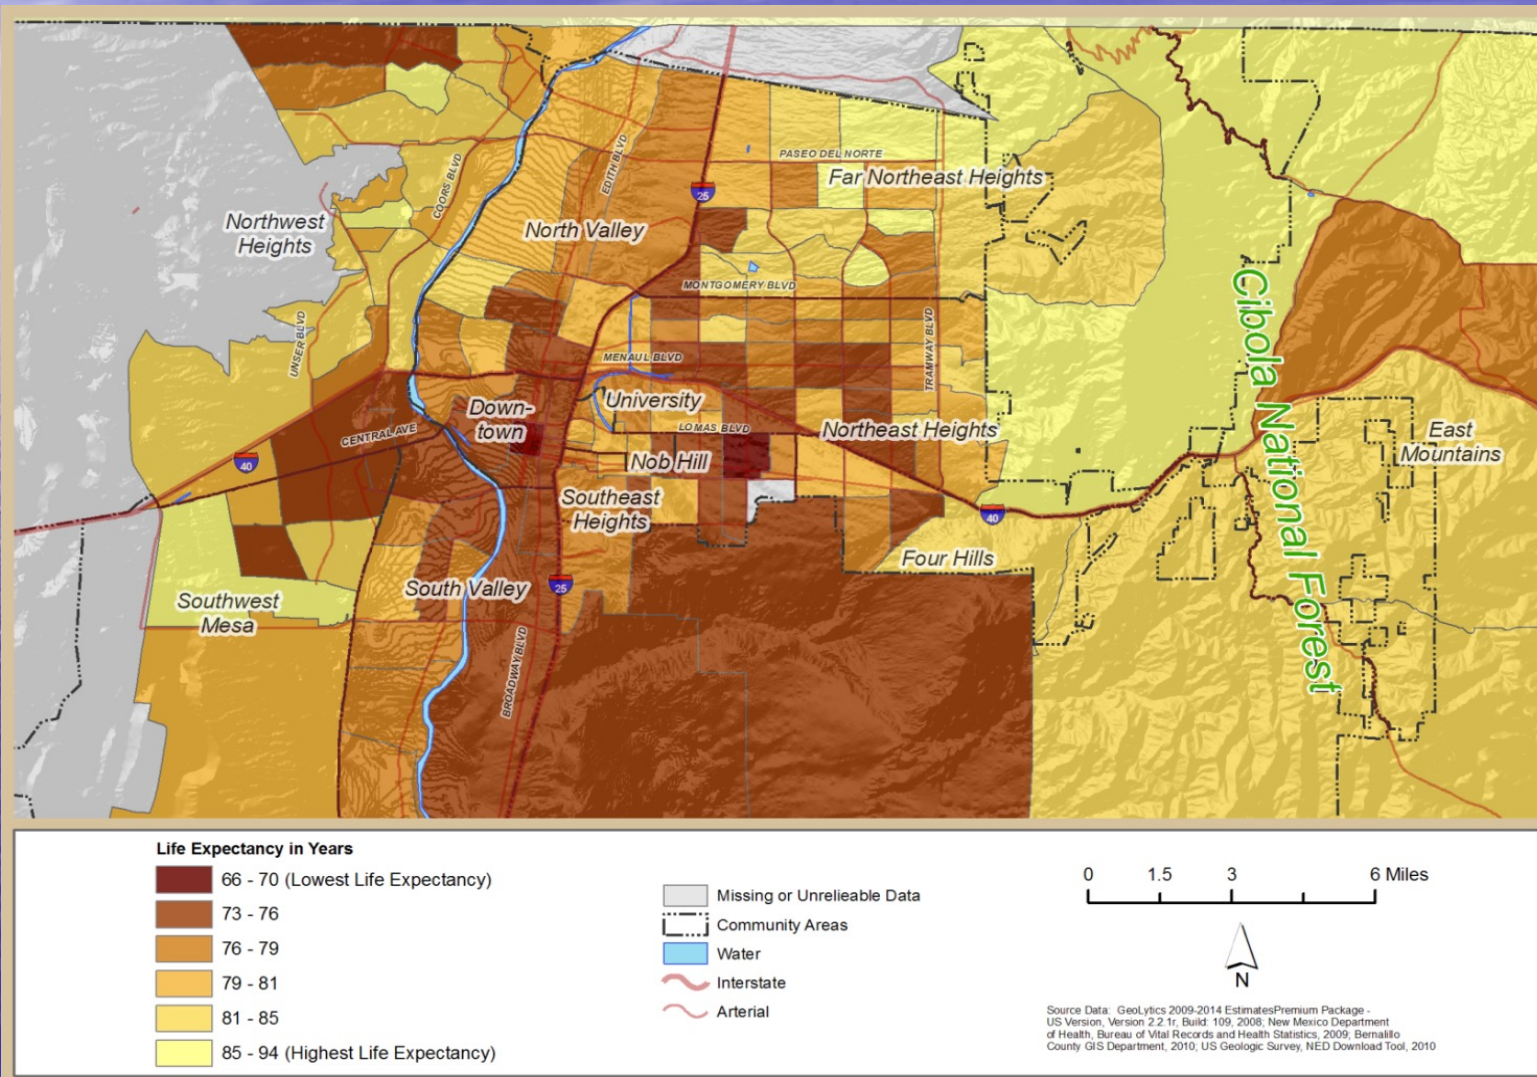 PASEO DEL NORTE
Far Northeast Heights
COORS BLVD
EDITH BLVD
25
Northwest
Heights
North Valley
MONTGOMERY BLVD
UNSER BLVD
TRAMWAY BLVD
MENAUL BLVD
Cibola National Forest
Down-
town
University
CENTRAL AVE
LOMAS BLVD
Northeast Heights
East
Mountains
40
Nob Hill
Southeast
Heights
40
Four Hills
South Valley
25
Southwest
Mesa
BROADWAY BLVD
Life Expectancy in Years
66 - 70 (Lowest Life Expectancy)
73 - 76
76 - 79
79 - 81
81 - 85
85 - 94 (Highest Life Expectancy)
Missing or Unrelieable Data
Community Areas
Water
Interstate
Arterial
0 1.5 3 6 Miles
N
Source Data: GeoLytics 2009-2014 EstimatesPremium Package -
US Version, Version 2.2.1r, Build: 109, 2008; New Mexico Department
of Health, Bureau of Vital Records and Health Statistics, 2009; Bernalillo
County GIS Department, 2010; US Geologic Survey, NED Download Tool, 2010